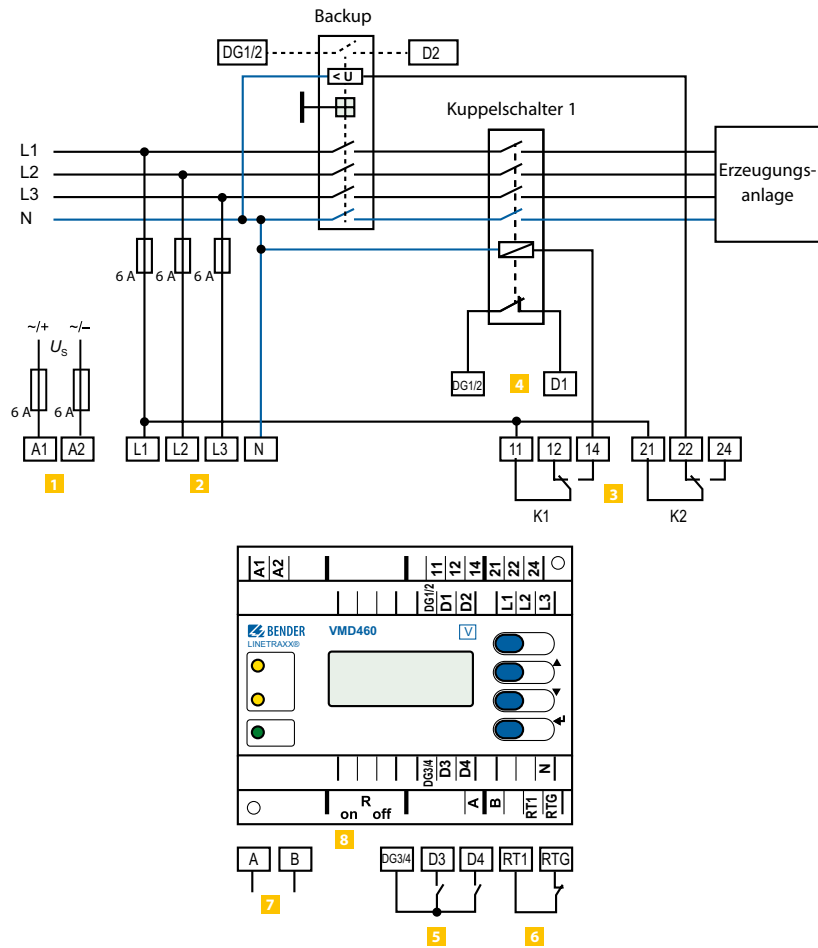 Backup
DG1/2
D2
< U
Kuppelschalter 1
L1
L2
L3
N
Erzeugungs-
anlage
6 A
6 A
6 A
~/+
~/–
US
6 A
6 A
DG1/2
4
D1
A1
A2
L1
L2
L3
N
11
12
14
21
22
24
1
2
3
K1
K2
A1
A2
11
12
14
21
22
24
DG1/2
D1
D2
L1
L2
L3
BENDER
LINETRAXX®
VMD460
V
DG3/4
D3
D4
N
R
on off
A
B
RT1
RTG
8
A
B
DG3/4
D3
D4
RT1
RTG
7
5
6